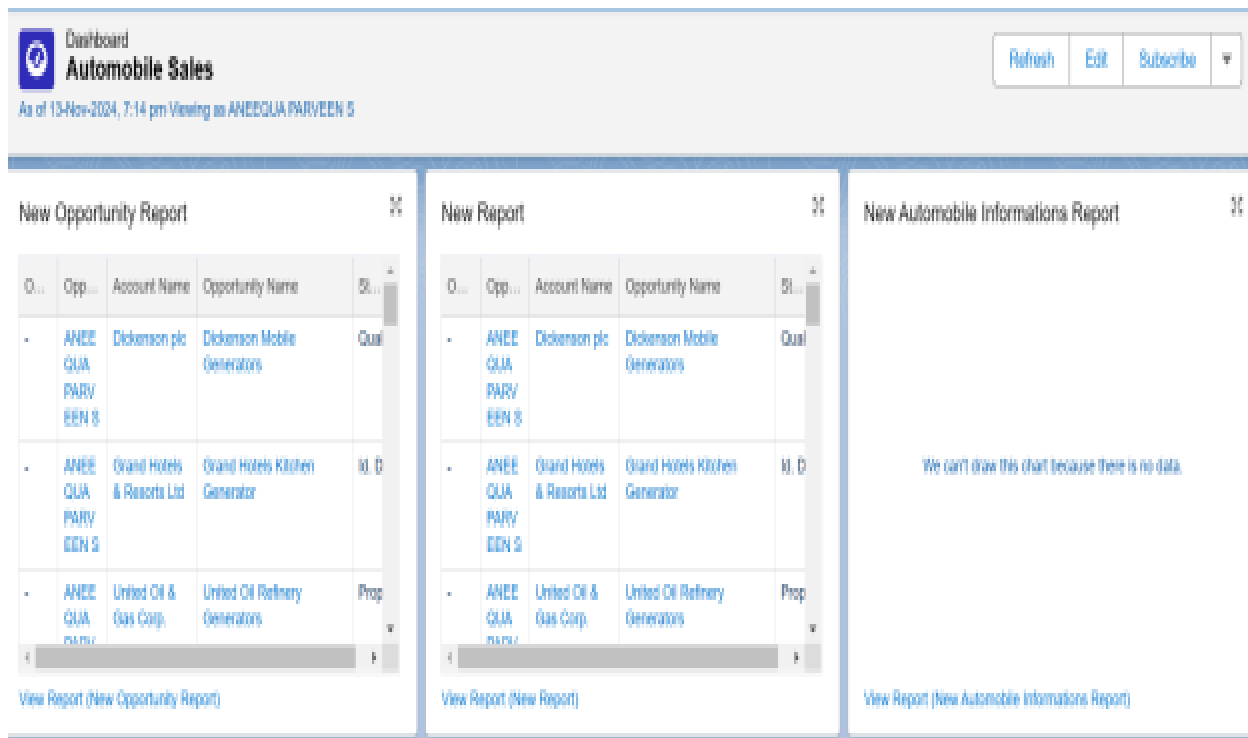 Dashboard
Automobile Sales
As of 13-Nov-2024, 7:14 pm Viewing as ANEEQUA PARVEEN S
Refresh Edit Subscribe
New Opportunity Report
O... Opp... Account Name Opportunity Name St...
- ANEE Dickenson plc Dickenson Mobile Qual
QUA Generators
PARV
EEN S
- ANEE Grand Hotels Grand Hotels Kitchen Id. D
QUA & Resorts Ltd Generator
PARV
EEN S
- ANEE United Oil & United Oil Refinery Prop
QUA Gas Corp. Generators
PARV
View Report (New Opportunity Report)
New Report
O... Opp... Account Name Opportunity Name St...
- ANEE Dickenson plc Dickenson Mobile Qual
QUA Generators
PARV
EEN S
- ANEE Grand Hotels Grand Hotels Kitchen Id. D
QUA & Resorts Ltd Generator
PARV
EEN S
- ANEE United Oil & United Oil Refinery Prop
QUA Gas Corp. Generators
PARV
View Report (New Report)
New Automobile Informations Report
We can't draw this chart because there is no data.
View Report (New Automobile Informations Report)